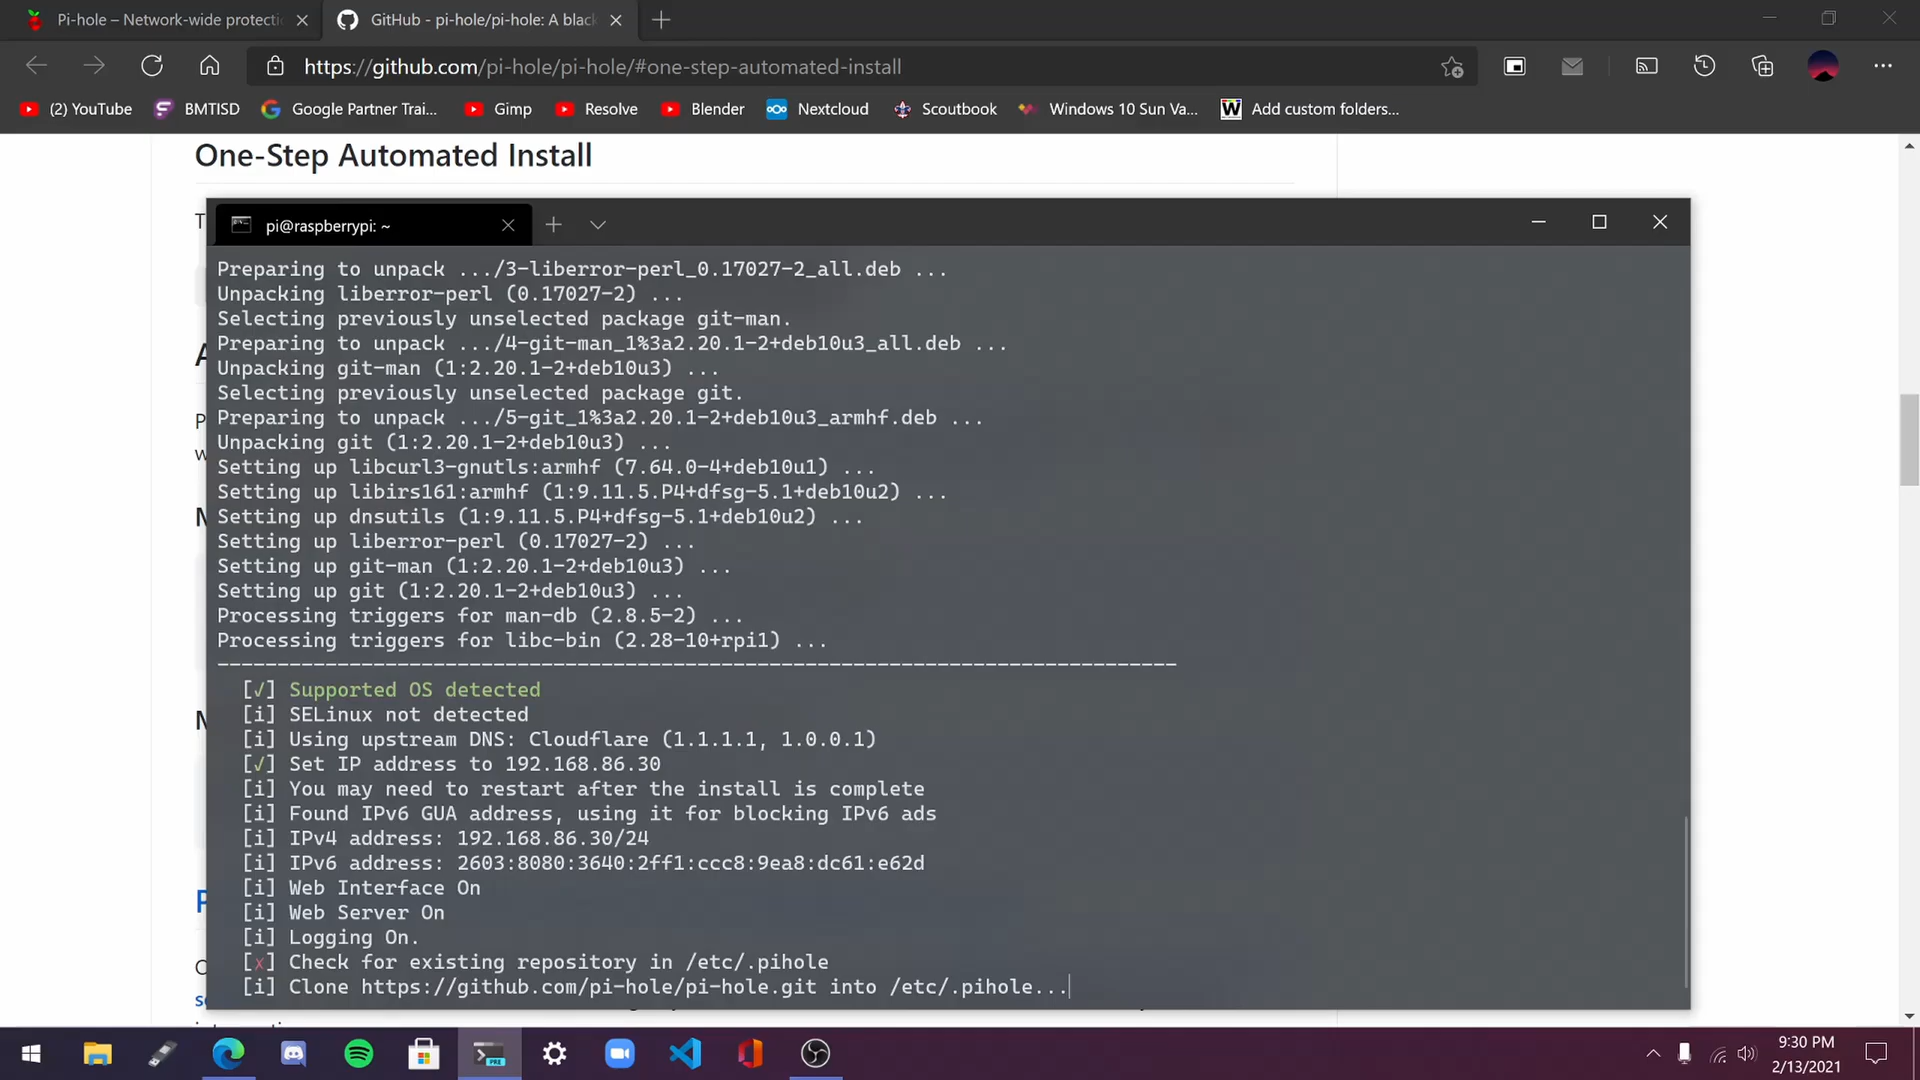 Pi-hole – Network-wide protecti
GitHub - pi-hole/pi-hole: A blac
https://github.com/pi-hole/pi-hole/#one-step-automated-install
(2) YouTube
BMTISD
Google Partner Trai...
Gimp
Resolve
Blender
Nextcloud
Scoutbook
Windows 10 Sun Va...
Add custom folders...
One-Step Automated Install
pi@raspberrypi: ~
Preparing to unpack .../3-liberror-perl_0.17027-2_all.deb ...
Unpacking liberror-perl (0.17027-2) ...
Selecting previously unselected package git-man.
Preparing to unpack .../4-git-man_1%3a2.20.1-2+deb10u3_all.deb ...
Unpacking git-man (1:2.20.1-2+deb10u3) ...
Selecting previously unselected package git.
Preparing to unpack .../5-git_1%3a2.20.1-2+deb10u3_armhf.deb ...
Unpacking git (1:2.20.1-2+deb10u3) ...
Setting up libcurl3-gnutls:armhf (7.64.0-4+deb10u1) ...
Setting up libirs161:armhf (1:9.11.5.P4+dfsg-5.1+deb10u2) ...
Setting up dnsutils (1:9.11.5.P4+dfsg-5.1+deb10u2) ...
Setting up liberror-perl (0.17027-2) ...
Setting up git-man (1:2.20.1-2+deb10u3) ...
Setting up git (1:2.20.1-2+deb10u3) ...
Processing triggers for man-db (2.8.5-2) ...
Processing triggers for libc-bin (2.28-10+rpi1) ...
--------------------------------------------------------------------------------
[✓] Supported OS detected
[i] SELinux not detected
[i] Using upstream DNS: Cloudflare (1.1.1.1, 1.0.0.1)
[✓] Set IP address to 192.168.86.30
[i] You may need to restart after the install is complete
[i] Found IPv6 GUA address, using it for blocking IPv6 ads
[i] IPv4 address: 192.168.86.30/24
[i] IPv6 address: 2603:8080:3640:2ff1:ccc8:9ea8:dc61:e62d
[i] Web Interface On
[i] Web Server On
[i] Logging On.
[✗] Check for existing repository in /etc/.pihole
[i] Clone https://github.com/pi-hole/pi-hole.git into /etc/.pihole...
9:30 PM
2/13/2021